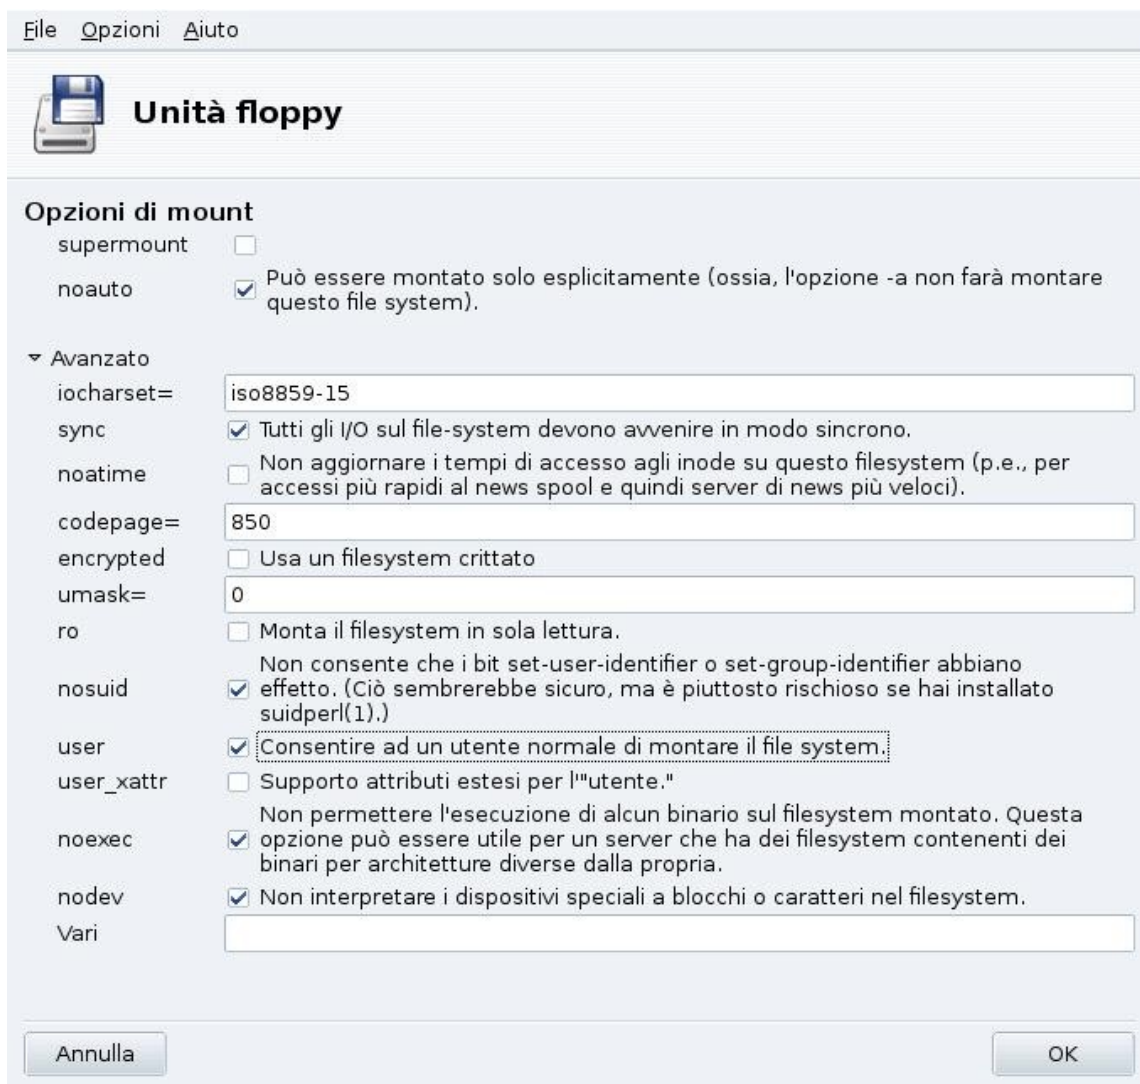 File Opzioni Aiuto
Unità floppy
Opzioni di mount
supermount
noauto
Può essere montato solo esplicitamente (ossia, l'opzione -a non farà montare
questo file system).
Avanzato
iocharset= iso8859-15
sync Tutti gli I/O sul file-system devono avvenire in modo sincrono.
noatime
Non aggiornare i tempi di accesso agli inode su questo filesystem (p.e., per
accessi più rapidi al news spool e quindi server di news più veloci).
codepage= 850
encrypted Usa un filesystem crittato
umask= 0
ro Monta il filesystem in sola lettura.
nosuid
Non consente che i bit set-user-identifier o set-group-identifier abbiano
effetto. (Ciò sembrerebbe sicuro, ma è piuttosto rischioso se hai installato
suidperl(1).)
user Consentire ad un utente normale di montare il file system.
user_xattr Supporto attributi estesi per l'"utente."
noexec
Non permettere l'esecuzione di alcun binario sul filesystem montato. Questa
opzione può essere utile per un server che ha dei filesystem contenenti dei
binari per architetture diverse dalla propria.
nodev Non interpretare i dispositivi speciali a blocchi o caratteri nel filesystem.
Vari
Annulla OK